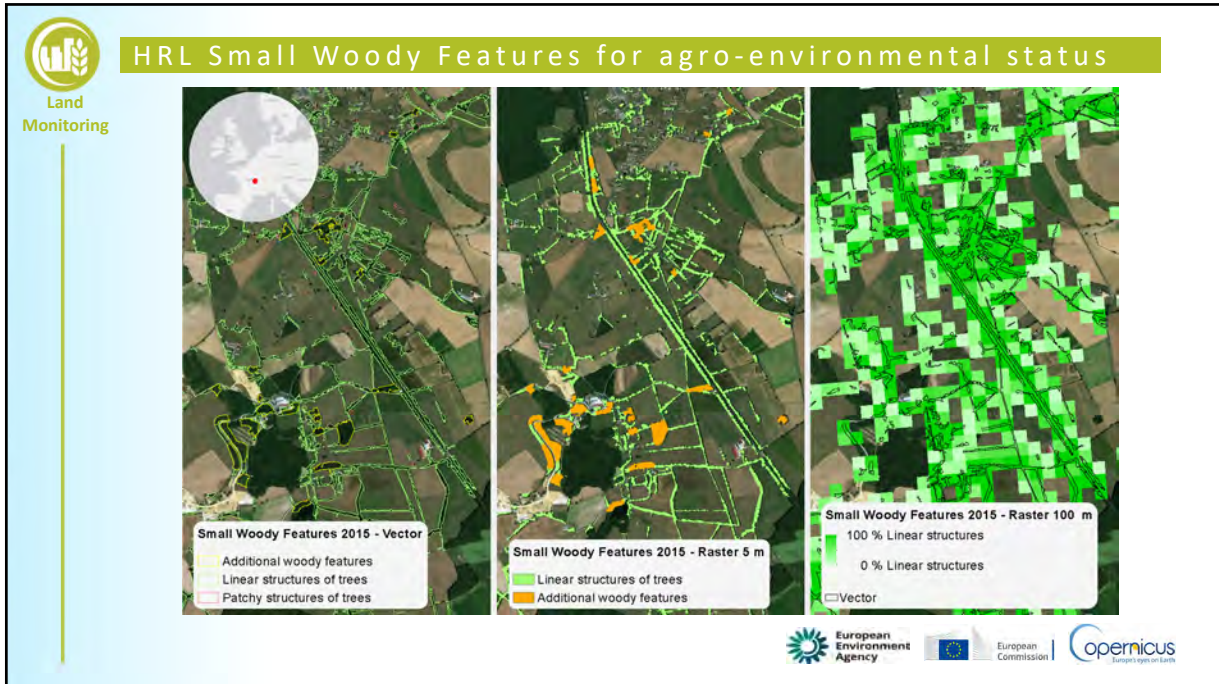 HRL Small Woody Features for agro-environmental status
Land
Monitoring
Small Woody Features 2015 - Vector
Additional woody features
Linear structures of trees
Patchy structures of trees
Small Woody Features 2015 - Raster 5 m
Linear structures of trees
Additional woody features
Small Woody Features 2015 - Raster 100 m
100 % Linear structures
0 % Linear structures
Vector
European
Environment
Agency
European
Commission
Copernicus
Europe's eyes on Earth